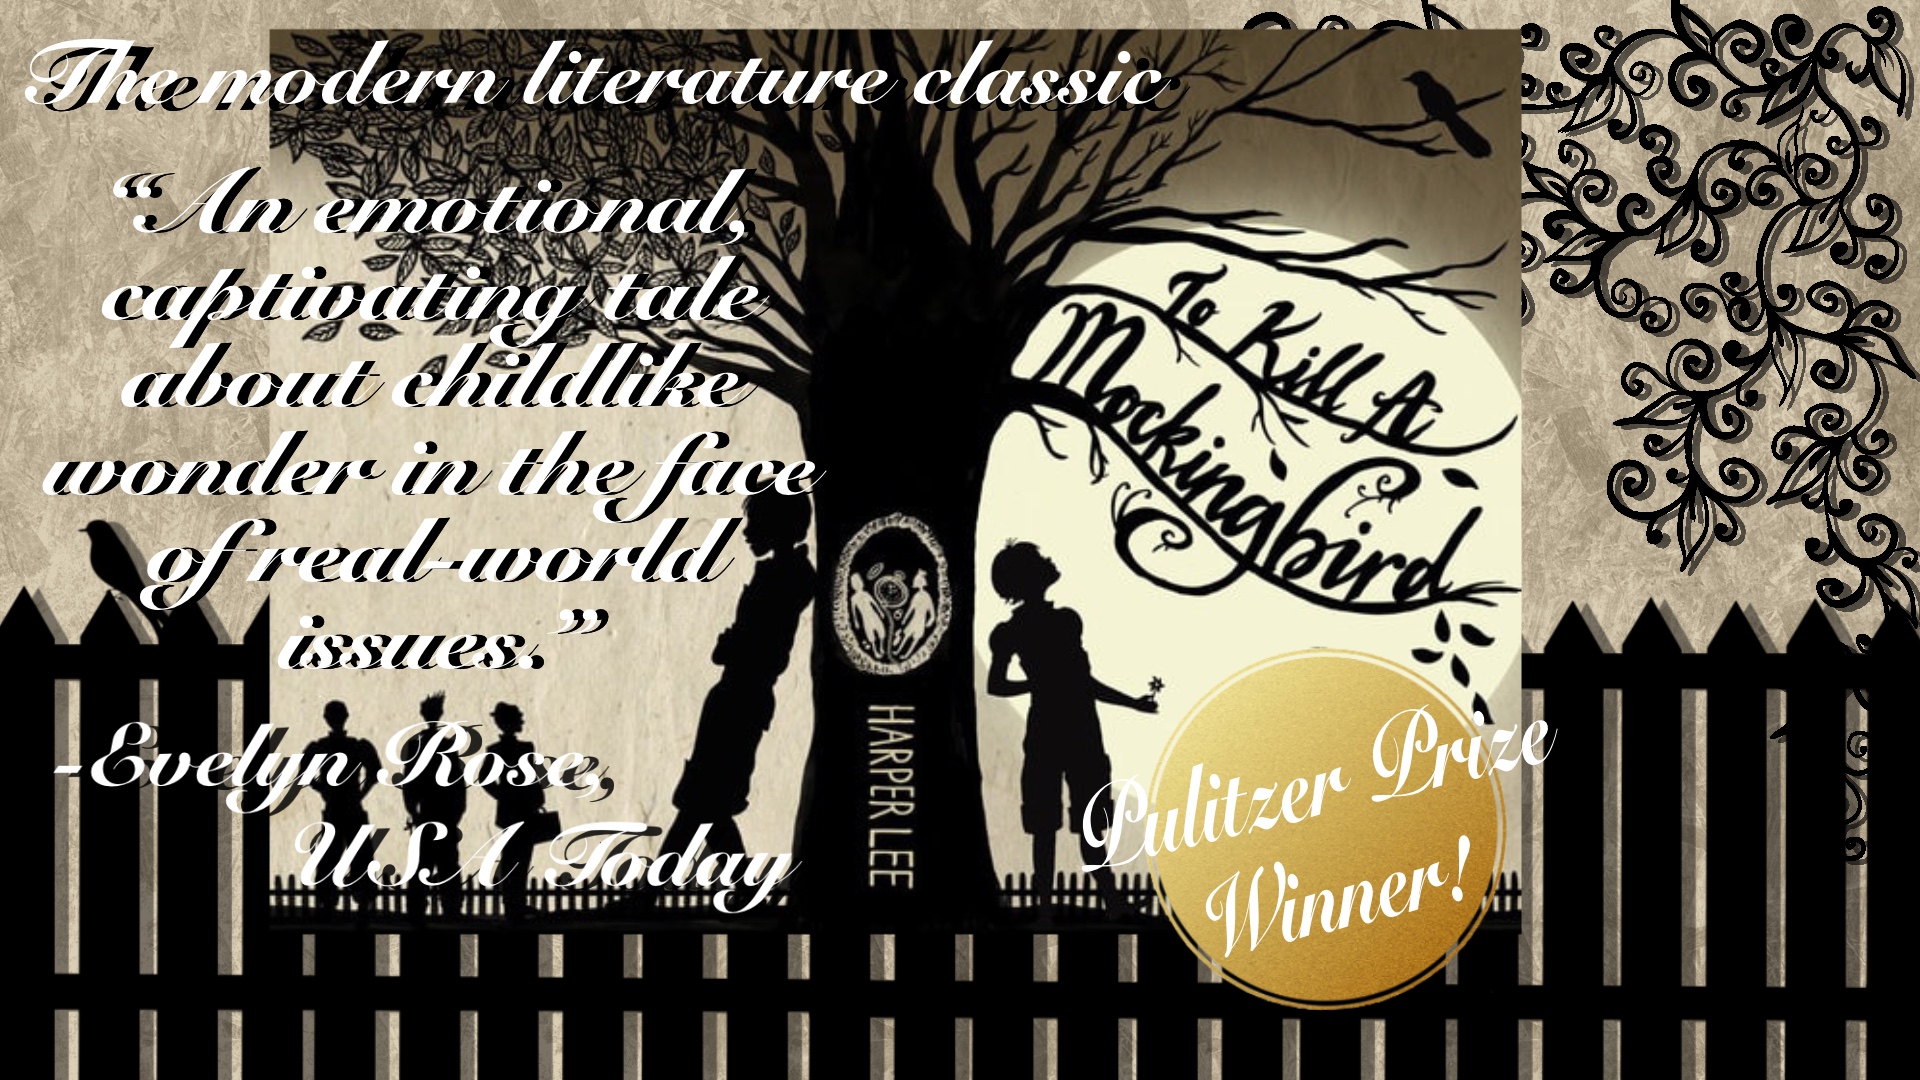 The modern literature classic
“An emotional,
captivating tale
about childlike
wonder in the face
of real-world
issues.”
-Evelyn Rose,
USA Today
To Kill A
Mockingbird
HARPER LEE
Pulitzer Prize
Winner!